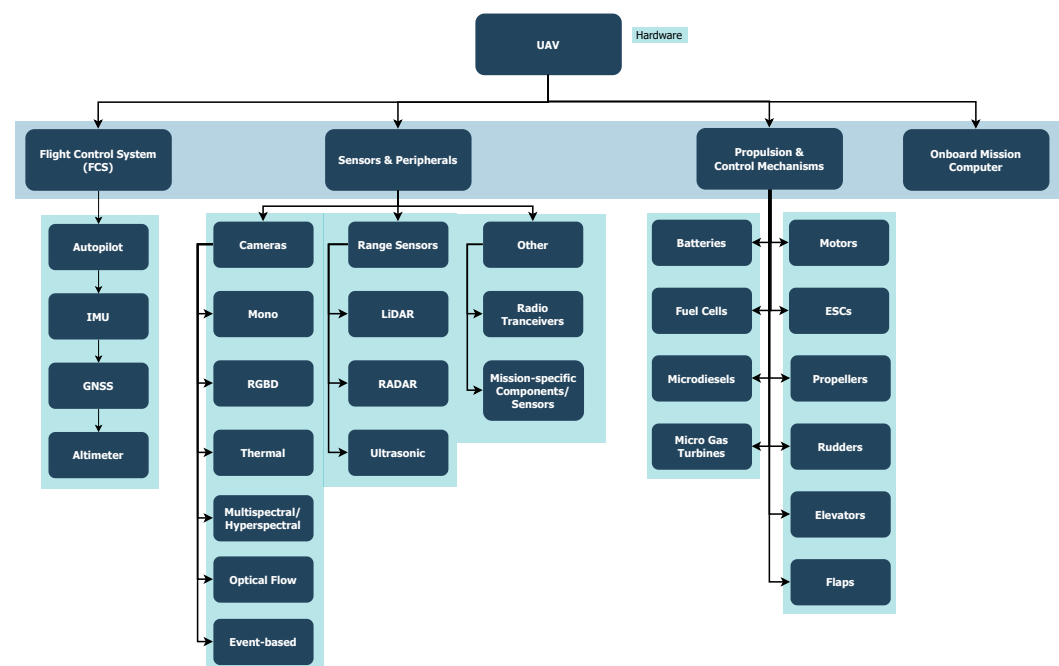 UAV
Hardware
Flight Control System
(FCS)
Sensors & Peripherals
Propulsion &
Control Mechanisms
Onboard Mission
Computer
Autopilot
IMU
GNSS
Altimeter
Cameras
Mono
RGBD
Thermal
Multispectral/
Hyperspectral
Optical Flow
Event-based
Range Sensors
LiDAR
RADAR
Ultrasonic
Other
Radio
Tranceivers
Mission-specific
Components/
Sensors
Batteries
Fuel Cells
Microdiesels
Micro Gas
Turbines
Motors
ESCs
Propellers
Rudders
Elevators
Flaps